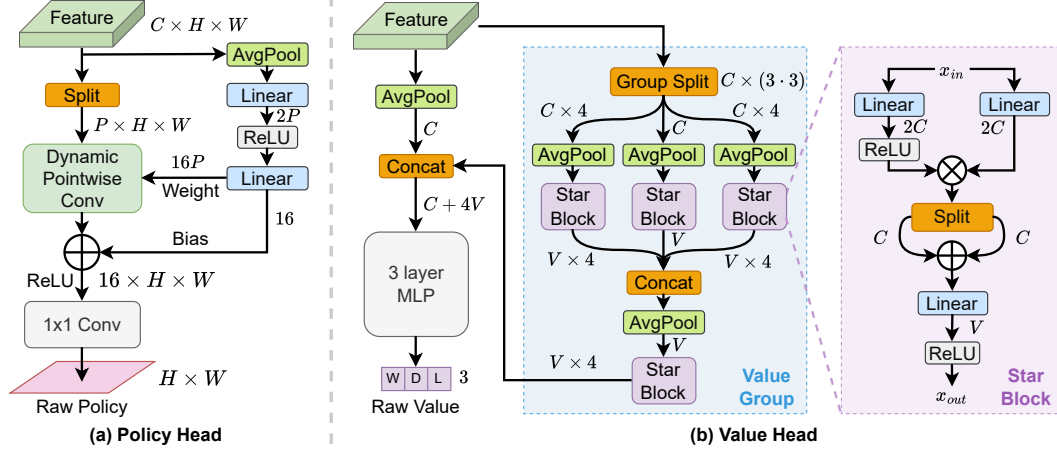 Feature
C × H × W
AvgPool
Split
Linear
2P
P × H × W
ReLU
Dynamic
Pointwise
Conv
16P
Weight
Linear
16
Bias
ReLU
16 × H × W
1x1 Conv
H × W
Raw Policy
(a) Policy Head
Feature
AvgPool
C
Concat
C + 4V
3 layer
MLP
W D L 3
Raw Value
Group Split
C × (3 · 3)
C × 4
C
C × 4
AvgPool
AvgPool
AvgPool
Star
Block
Star
Block
Star
Block
V × 4
V
V × 4
Concat
AvgPool
V
V × 4
Star
Block
Value
Group
(b) Value Head
x_in
Linear
Linear
2C
2C
ReLU
Split
C
C
Linear
V
ReLU
x_out
Star
Block